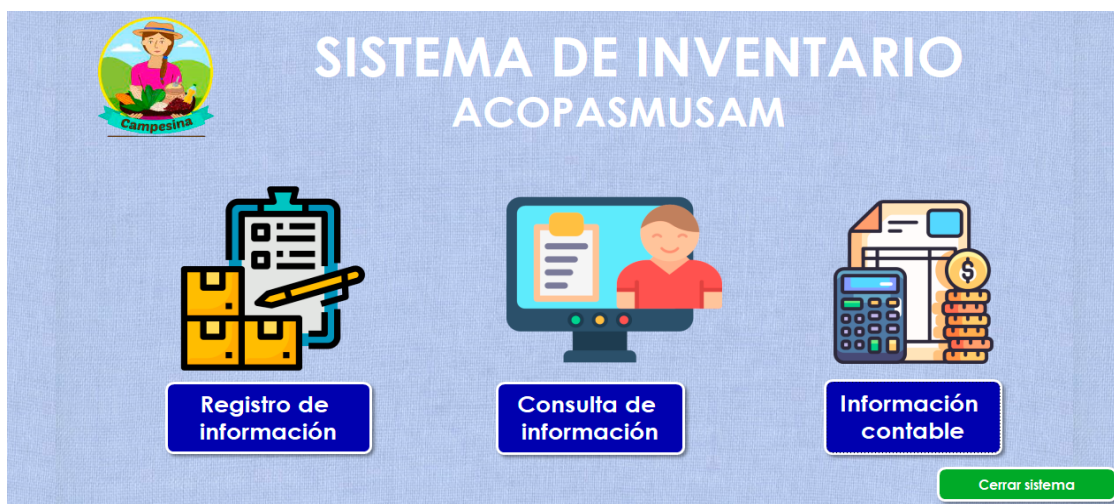 SISTEMA DE INVENTARIO
ACOPASMUSAM
Campesina
$
Registro de
información
Consulta de
información
Información
contable
Cerrar sistema